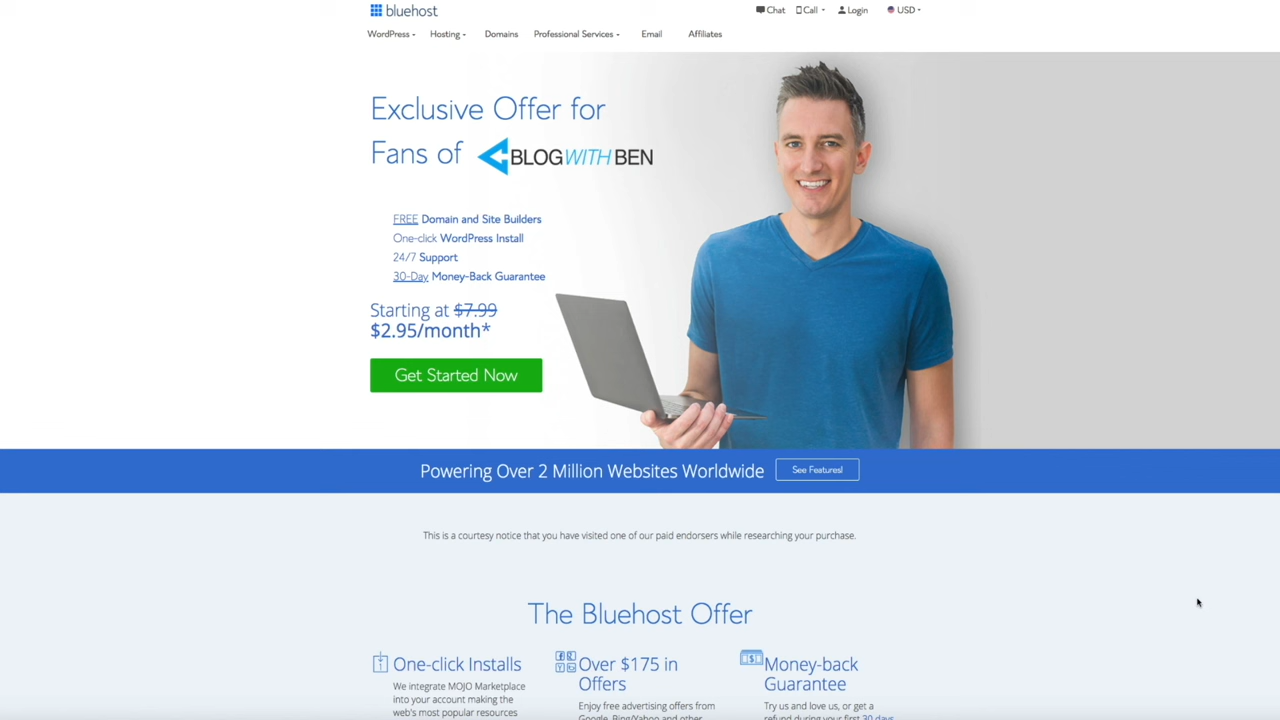 bluehost
Chat Call Login USD
WordPress Hosting Domains Professional Services Email Affiliates
Exclusive Offer for
Fans of BLOGWITHBEN
FREE Domain and Site Builders
One-click WordPress Install
24/7 Support
30-Day Money-Back Guarantee
Starting at $7.99
$2.95/month*
Get Started Now
Powering Over 2 Million Websites Worldwide See Features!
This is a courtesy notice that you have visited one of our paid endorsers while researching your purchase.
The Bluehost Offer
One-click Installs
We integrate MOJO Marketplace
into your account making the
web's most popular resources
Over $175 in
Offers
Enjoy free advertising offers from
Google, Bing/Yahoo and other
Money-back
Guarantee
Try us and love us, or get a
refund during your first 30 days